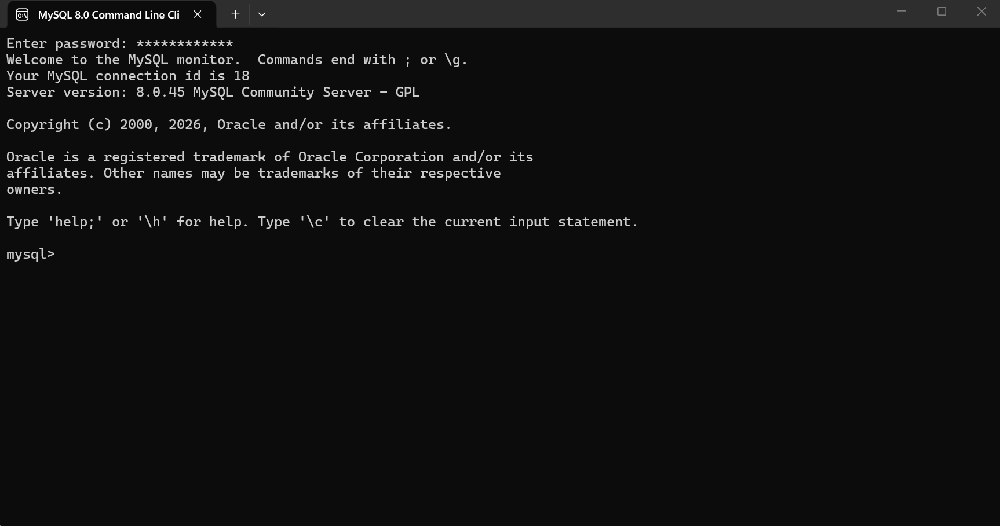 MySQL 8.0 Command Line Cli
Enter password: ************
Welcome to the MySQL monitor.  Commands end with ; or \g.
Your MySQL connection id is 18
Server version: 8.0.45 MySQL Community Server - GPL

Copyright (c) 2000, 2026, Oracle and/or its affiliates.

Oracle is a registered trademark of Oracle Corporation and/or its
affiliates. Other names may be trademarks of their respective
owners.

Type 'help;' or '\h' for help. Type '\c' to clear the current input statement.

mysql>